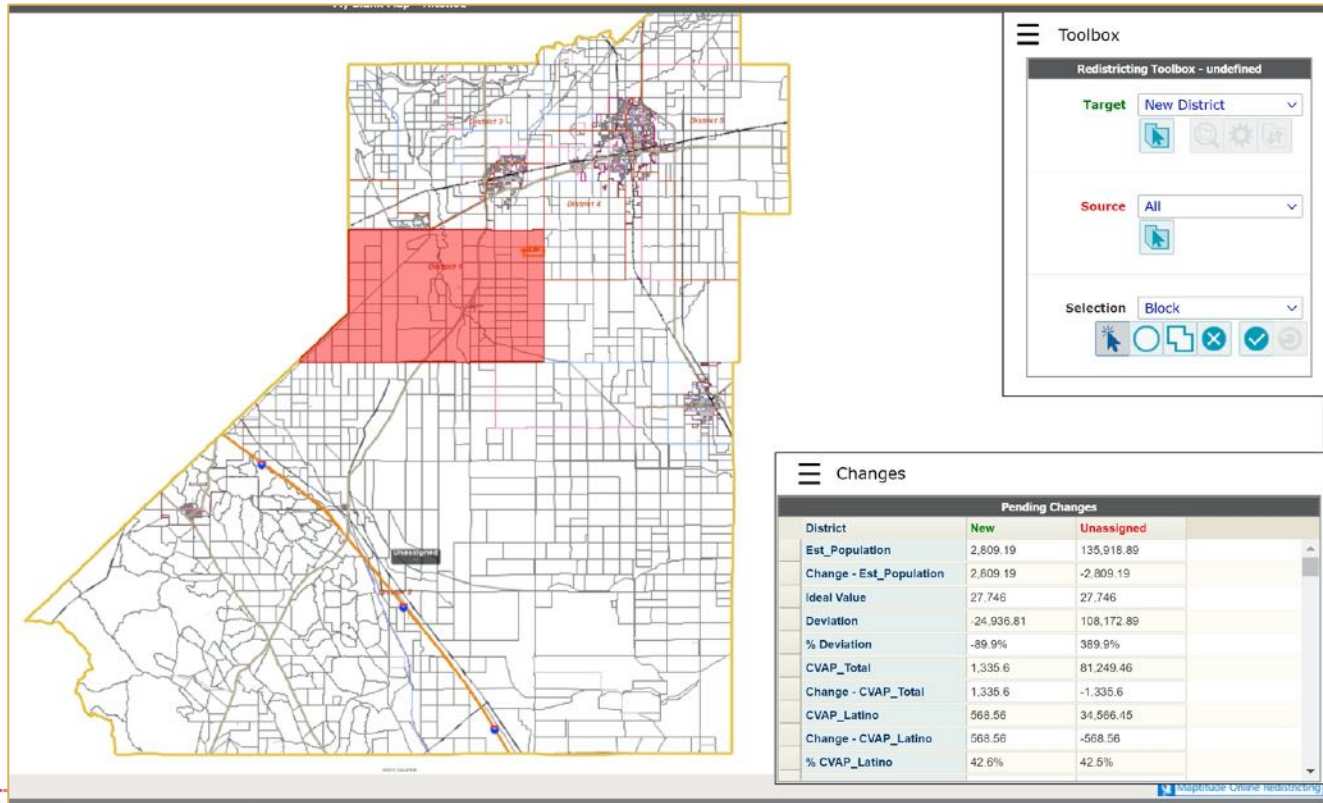 Toolbox
Redistricting Toolbox - undefined
Target New District
Source All
Selection Block
District 3
District 5
District 4
District 1
Unassigned
District 2
Changes
Pending Changes
District New Unassigned
Est_Population 2,809.19 135,918.89
Change - Est_Population 2,809.19 -2,809.19
Ideal Value 27,746 27,746
Deviation -24,936.81 108,172.89
% Deviation -89.9% 389.9%
CVAP_Total 1,335.6 81,249.46
Change - CVAP_Total 1,335.6 -1,335.6
CVAP_Latino 568.56 34,566.45
Change - CVAP_Latino 568.56 -568.56
% CVAP_Latino 42.6% 42.5%
Maptitude Online Redistricting